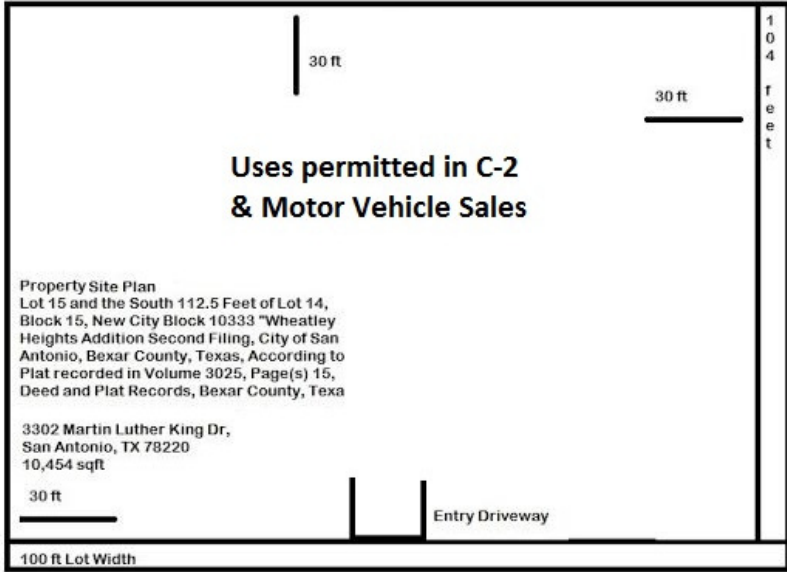 30 ft
30 ft
104 feet
Uses permitted in C-2
& Motor Vehicle Sales
Property Site Plan
Lot 15 and the South 112.5 Feet of Lot 14,
Block 15, New City Block 10333 "Wheatley
Heights Addition Second Filing, City of San
Antonio, Bexar County, Texas, According to
Plat recorded in Volume 3025, Page(s) 15,
Deed and Plat Records, Bexar County, Texa
3302 Martin Luther King Dr,
San Antonio, TX 78220
10,454 sqft
30 ft
Entry Driveway
100 ft Lot Width